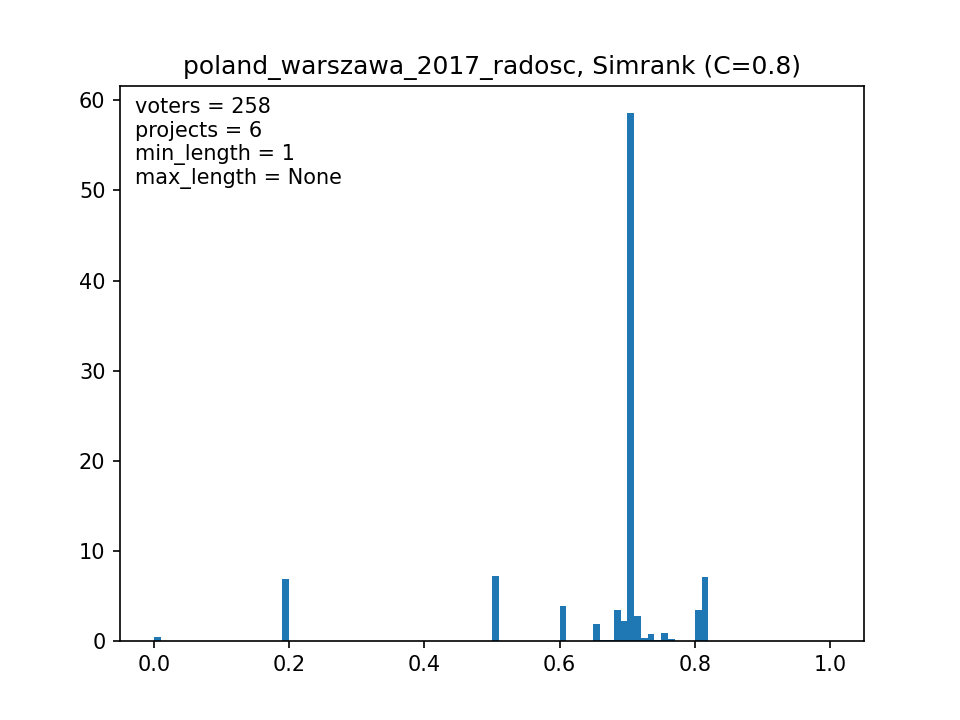 poland_warszawa_2017_radosc, Simrank (C=0.8)
voters = 258
projects = 6
min_length = 1
max_length = None
60
50
40
30
20
10
0
0.0 0.2 0.4 0.6 0.8 1.0